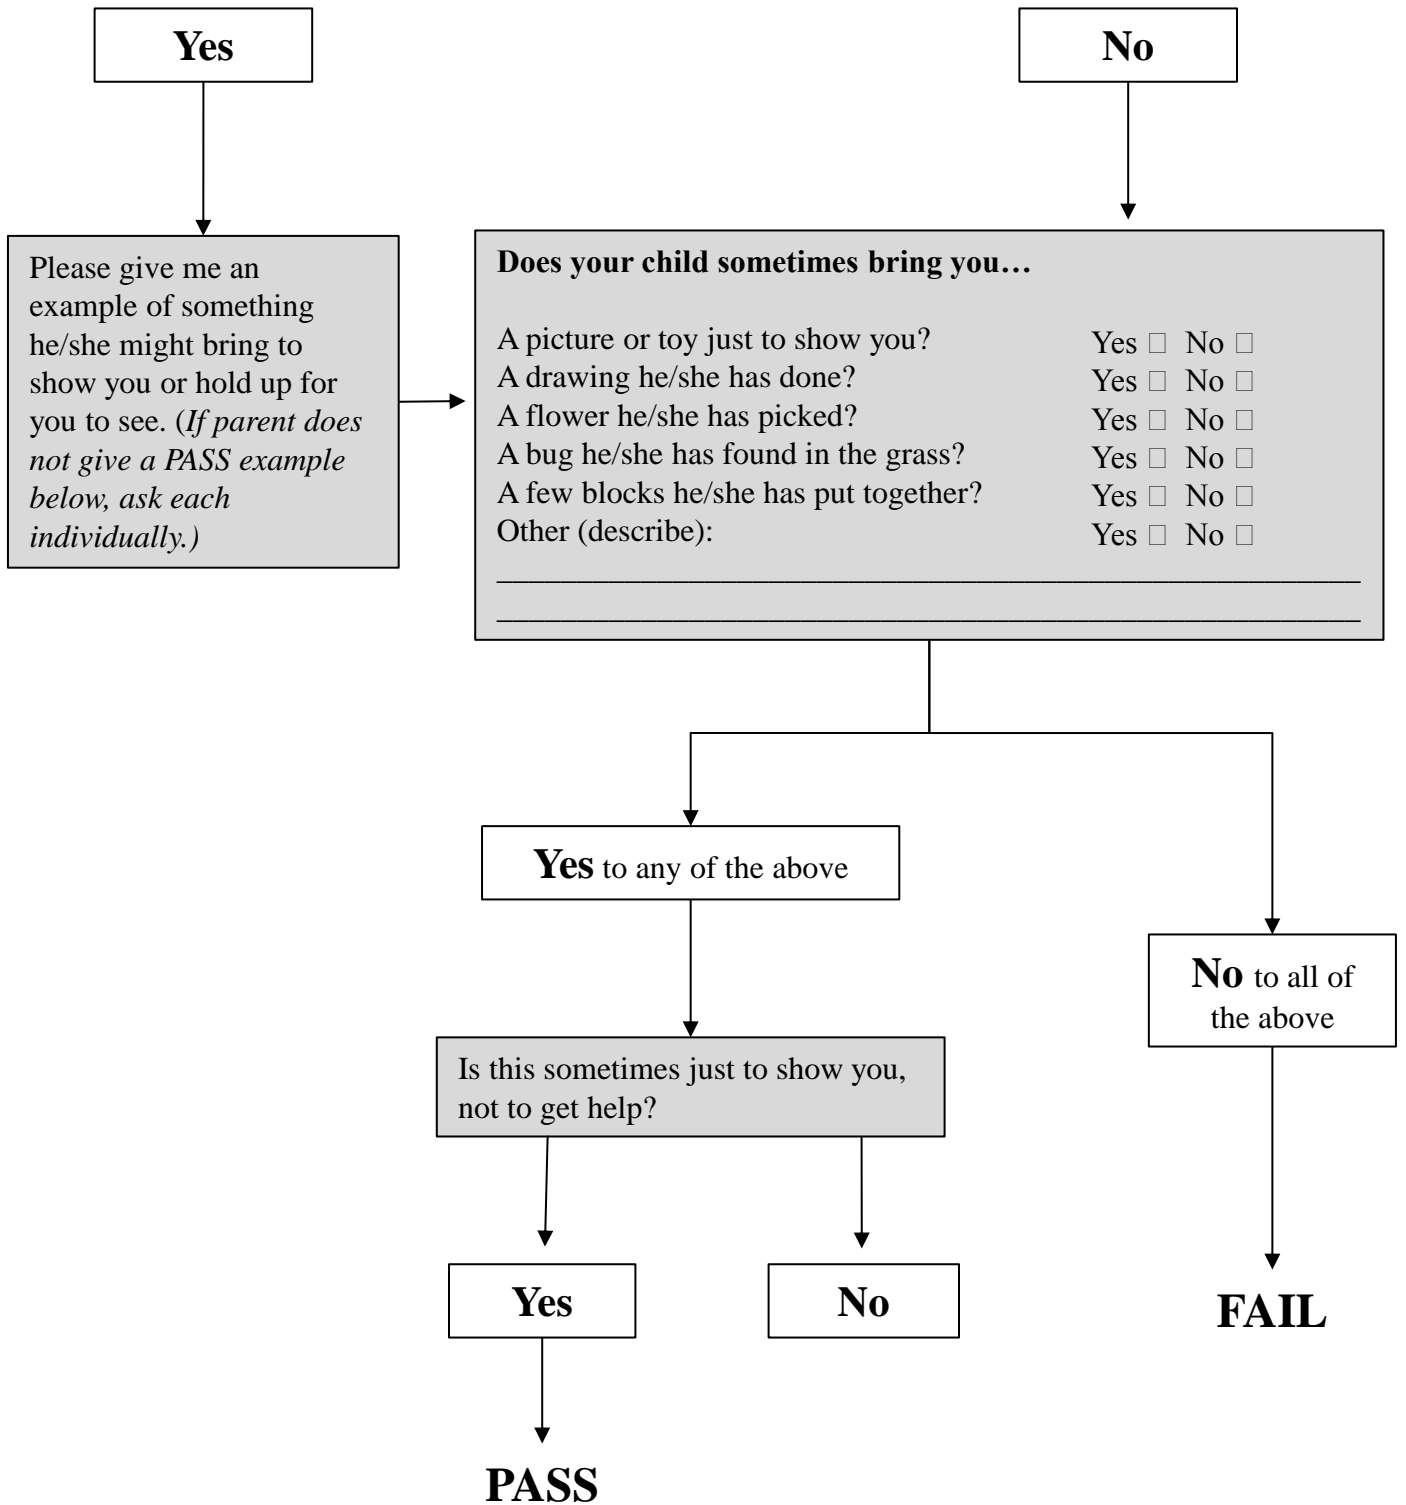 Yes
No
Please give me an
example of something
he/she might bring to
show you or hold up for
you to see. (If parent does
not give a PASS example
below, ask each
individually.)
Does your child sometimes bring you…
A picture or toy just to show you? Yes □ No □
A drawing he/she has done? Yes □ No □
A flower he/she has picked? Yes □ No □
A bug he/she has found in the grass? Yes □ No □
A few blocks he/she has put together? Yes □ No □
Other (describe): Yes □ No □
Yes to any of the above
No to all of
the above
Is this sometimes just to show you,
not to get help?
Yes
No
FAIL
PASS